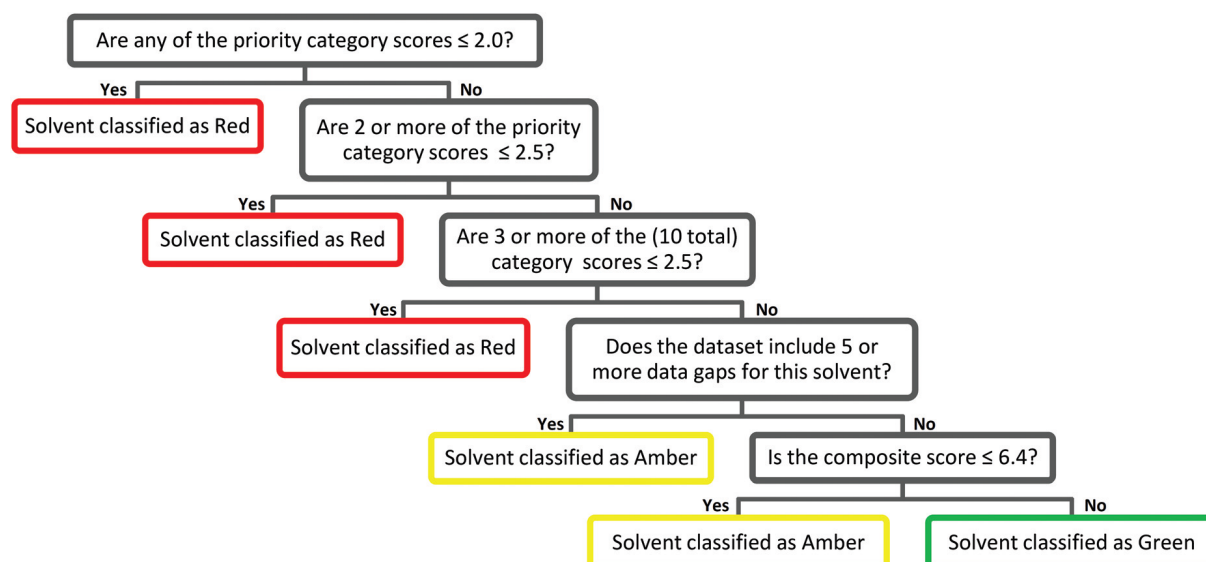 Are any of the priority category scores ≤ 2.0?
Yes
No
Solvent classified as Red
Are 2 or more of the priority
category scores ≤ 2.5?
Yes
No
Solvent classified as Red
Are 3 or more of the (10 total)
category scores ≤ 2.5?
Yes
No
Solvent classified as Red
Does the dataset include 5 or
more data gaps for this solvent?
Yes
No
Solvent classified as Amber
Is the composite score ≤ 6.4?
Yes
No
Solvent classified as Amber
Solvent classified as Green